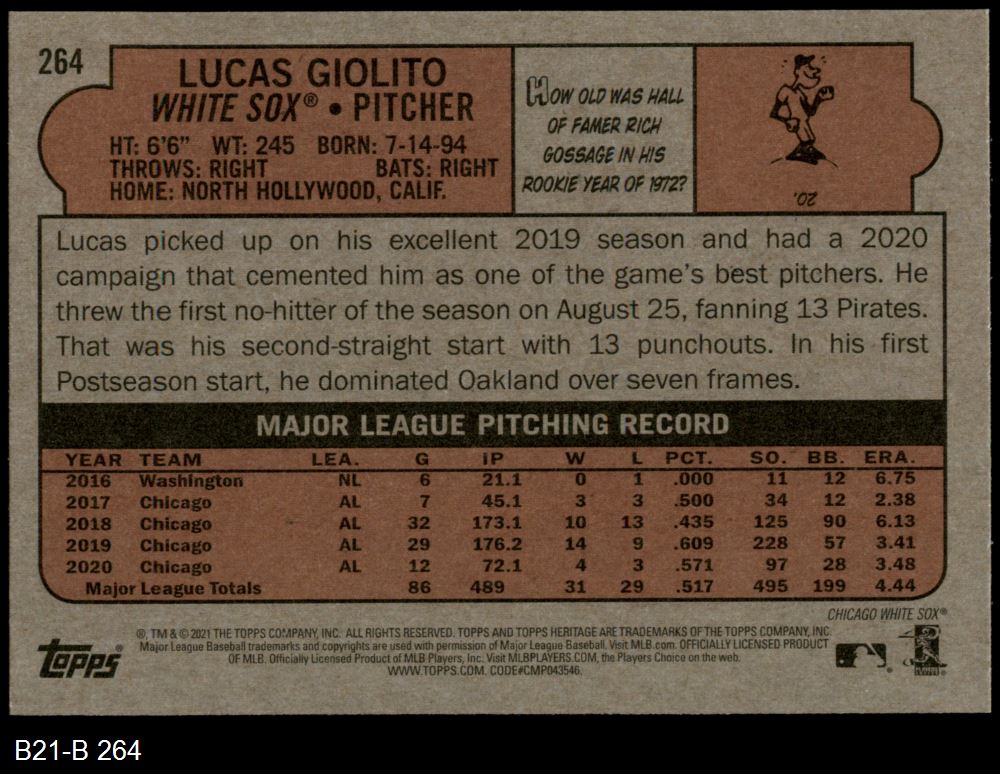 264
LUCAS GIOLITO
WHITE SOX® • PITCHER
HT: 6'6" WT: 245 BORN: 7-14-94
THROWS: RIGHT BATS: RIGHT
HOME: NORTH HOLLYWOOD, CALIF.
HOW OLD WAS HALL
OF FAMER RICH
GOSSAGE IN HIS
ROOKIE YEAR OF 1972?
20.
Lucas picked up on his excellent 2019 season and had a 2020
campaign that cemented him as one of the game's best pitchers. He
threw the first no-hitter of the season on August 25, fanning 13 Pirates.
That was his second-straight start with 13 punchouts. In his first
Postseason start, he dominated Oakland over seven frames.
MAJOR LEAGUE PITCHING RECORD
YEAR TEAM LEA. G IP W L PCT. SO. BB. ERA.
2016 Washington NL 6 21.1 0 1 .000 11 12 6.75
2017 Chicago AL 7 45.1 3 3 .500 34 12 2.38
2018 Chicago AL 32 173.1 10 13 .435 125 90 6.13
2019 Chicago AL 29 176.2 14 9 .609 228 57 3.41
2020 Chicago AL 12 72.1 4 3 .571 97 28 3.48
Major League Totals 86 489 31 29 .517 495 199 4.44
CHICAGO WHITE SOX®
topps
®, TM & © 2021 THE TOPPS COMPANY, INC. ALL RIGHTS RESERVED. TOPPS AND TOPPS HERITAGE ARE TRADEMARKS OF THE TOPPS COMPANY, INC.
Major League Baseball trademarks and copyrights are used with permission of Major League Baseball. Visit MLB.com. OFFICIALLY LICENSED PRODUCT
OF MLB. Officially Licensed Product of MLB Players, Inc. Visit MLBPLAYERS.COM, the Players Choice on the web.
WWW.TOPPS.COM. CODE#CMP043546.
B21-B 264